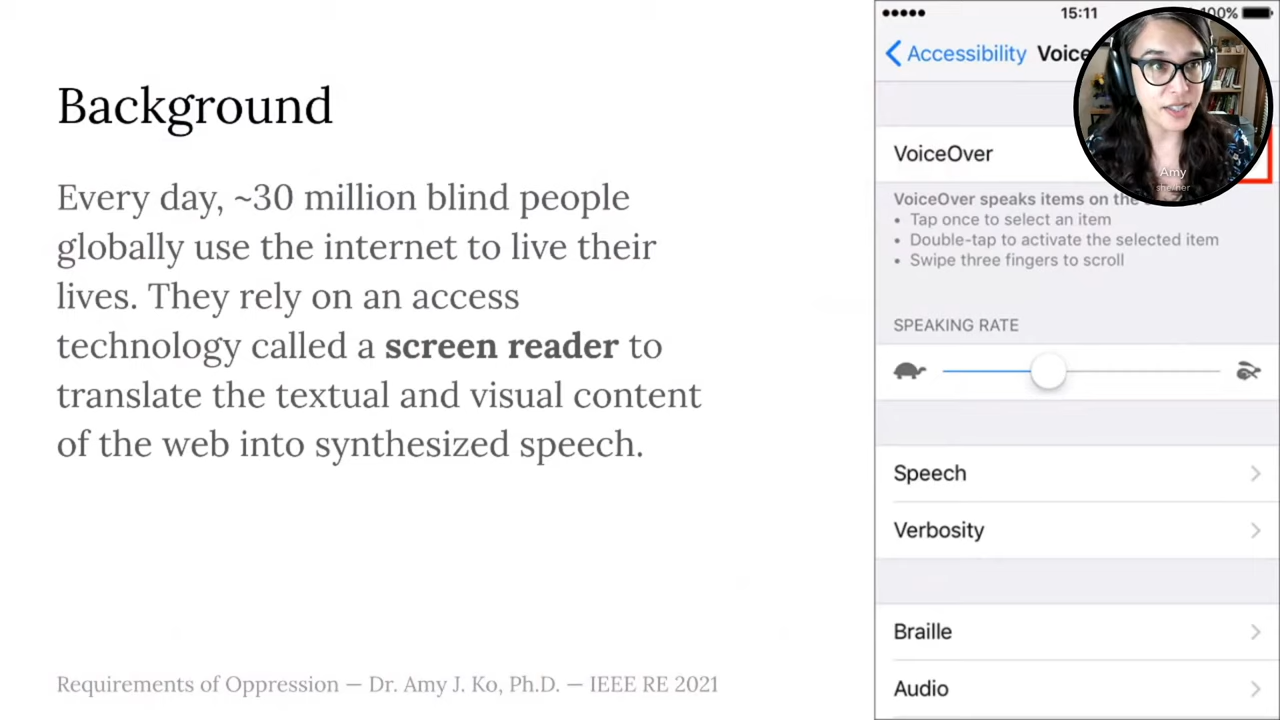 Background
Every day, ~30 million blind people
globally use the internet to live their
lives. They rely on an access
technology called a screen reader to
translate the textual and visual content
of the web into synthesized speech.
Requirements of Oppression — Dr. Amy J. Ko, Ph.D. — IEEE RE 2021
15:11
100%
Accessibility
Voice
VoiceOver
Amy
she/her
VoiceOver speaks items on the
• Tap once to select an item
• Double-tap to activate the selected item
• Swipe three fingers to scroll
SPEAKING RATE
Speech
Verbosity
Braille
Audio